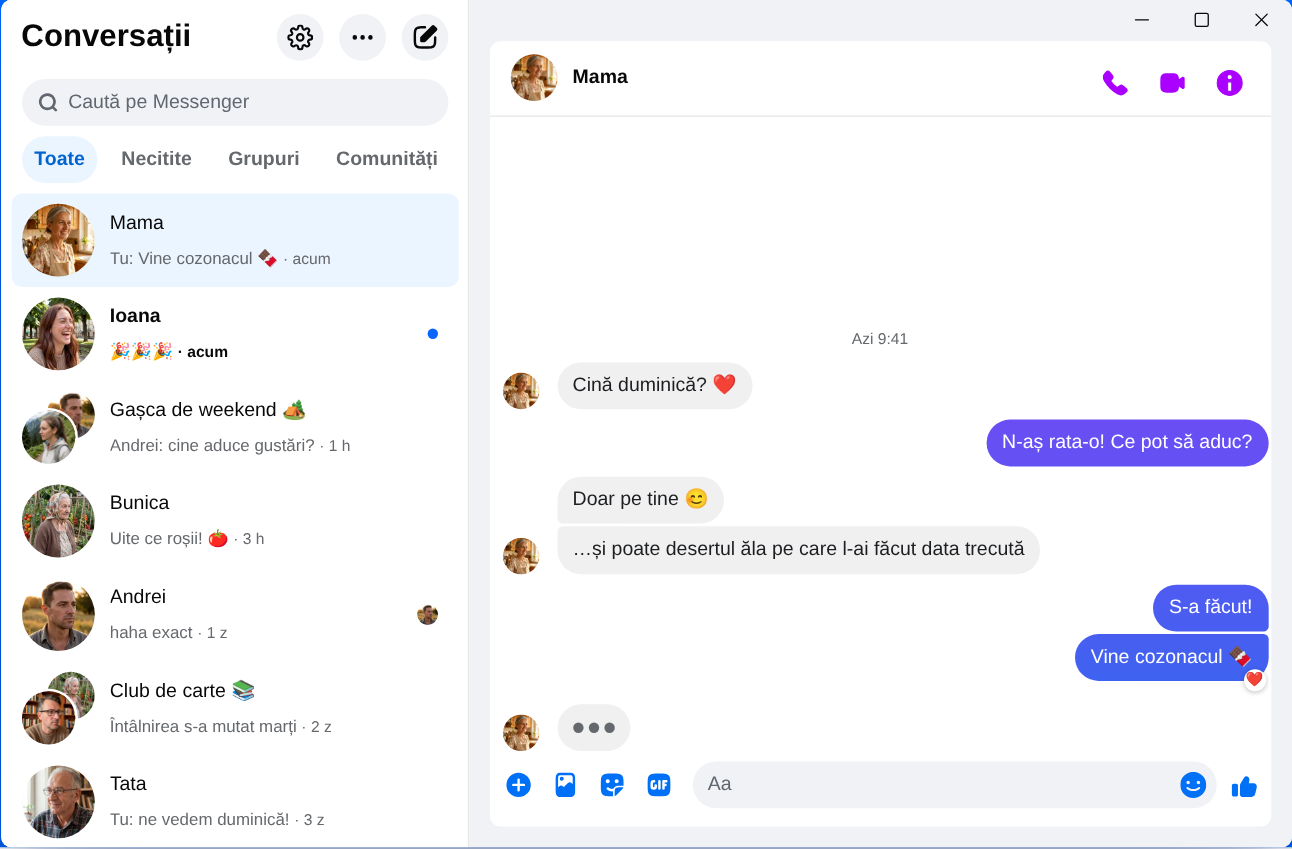 Conversații
Caută pe Messenger
Toate
Necitite
Grupuri
Comunități
Mama
Tu: Vine cozonacul 🍫 · acum
Ioana
🎉🎉🎉 · acum
Gașca de weekend 🏕️
Andrei: cine aduce gustări? · 1 h
Bunica
Uite ce roșii! 🍅 · 3 h
Andrei
haha exact · 1 z
Club de carte 📚
Întâlnirea s-a mutat marți · 2 z
Tata
Tu: ne vedem duminică! · 3 z
Mama
Azi 9:41
Cină duminică? ❤️
N-aș rata-o! Ce pot să aduc?
Doar pe tine 😊
…și poate desertul ăla pe care l-ai făcut data trecută
S-a făcut!
Vine cozonacul 🍫
GIF
Aa